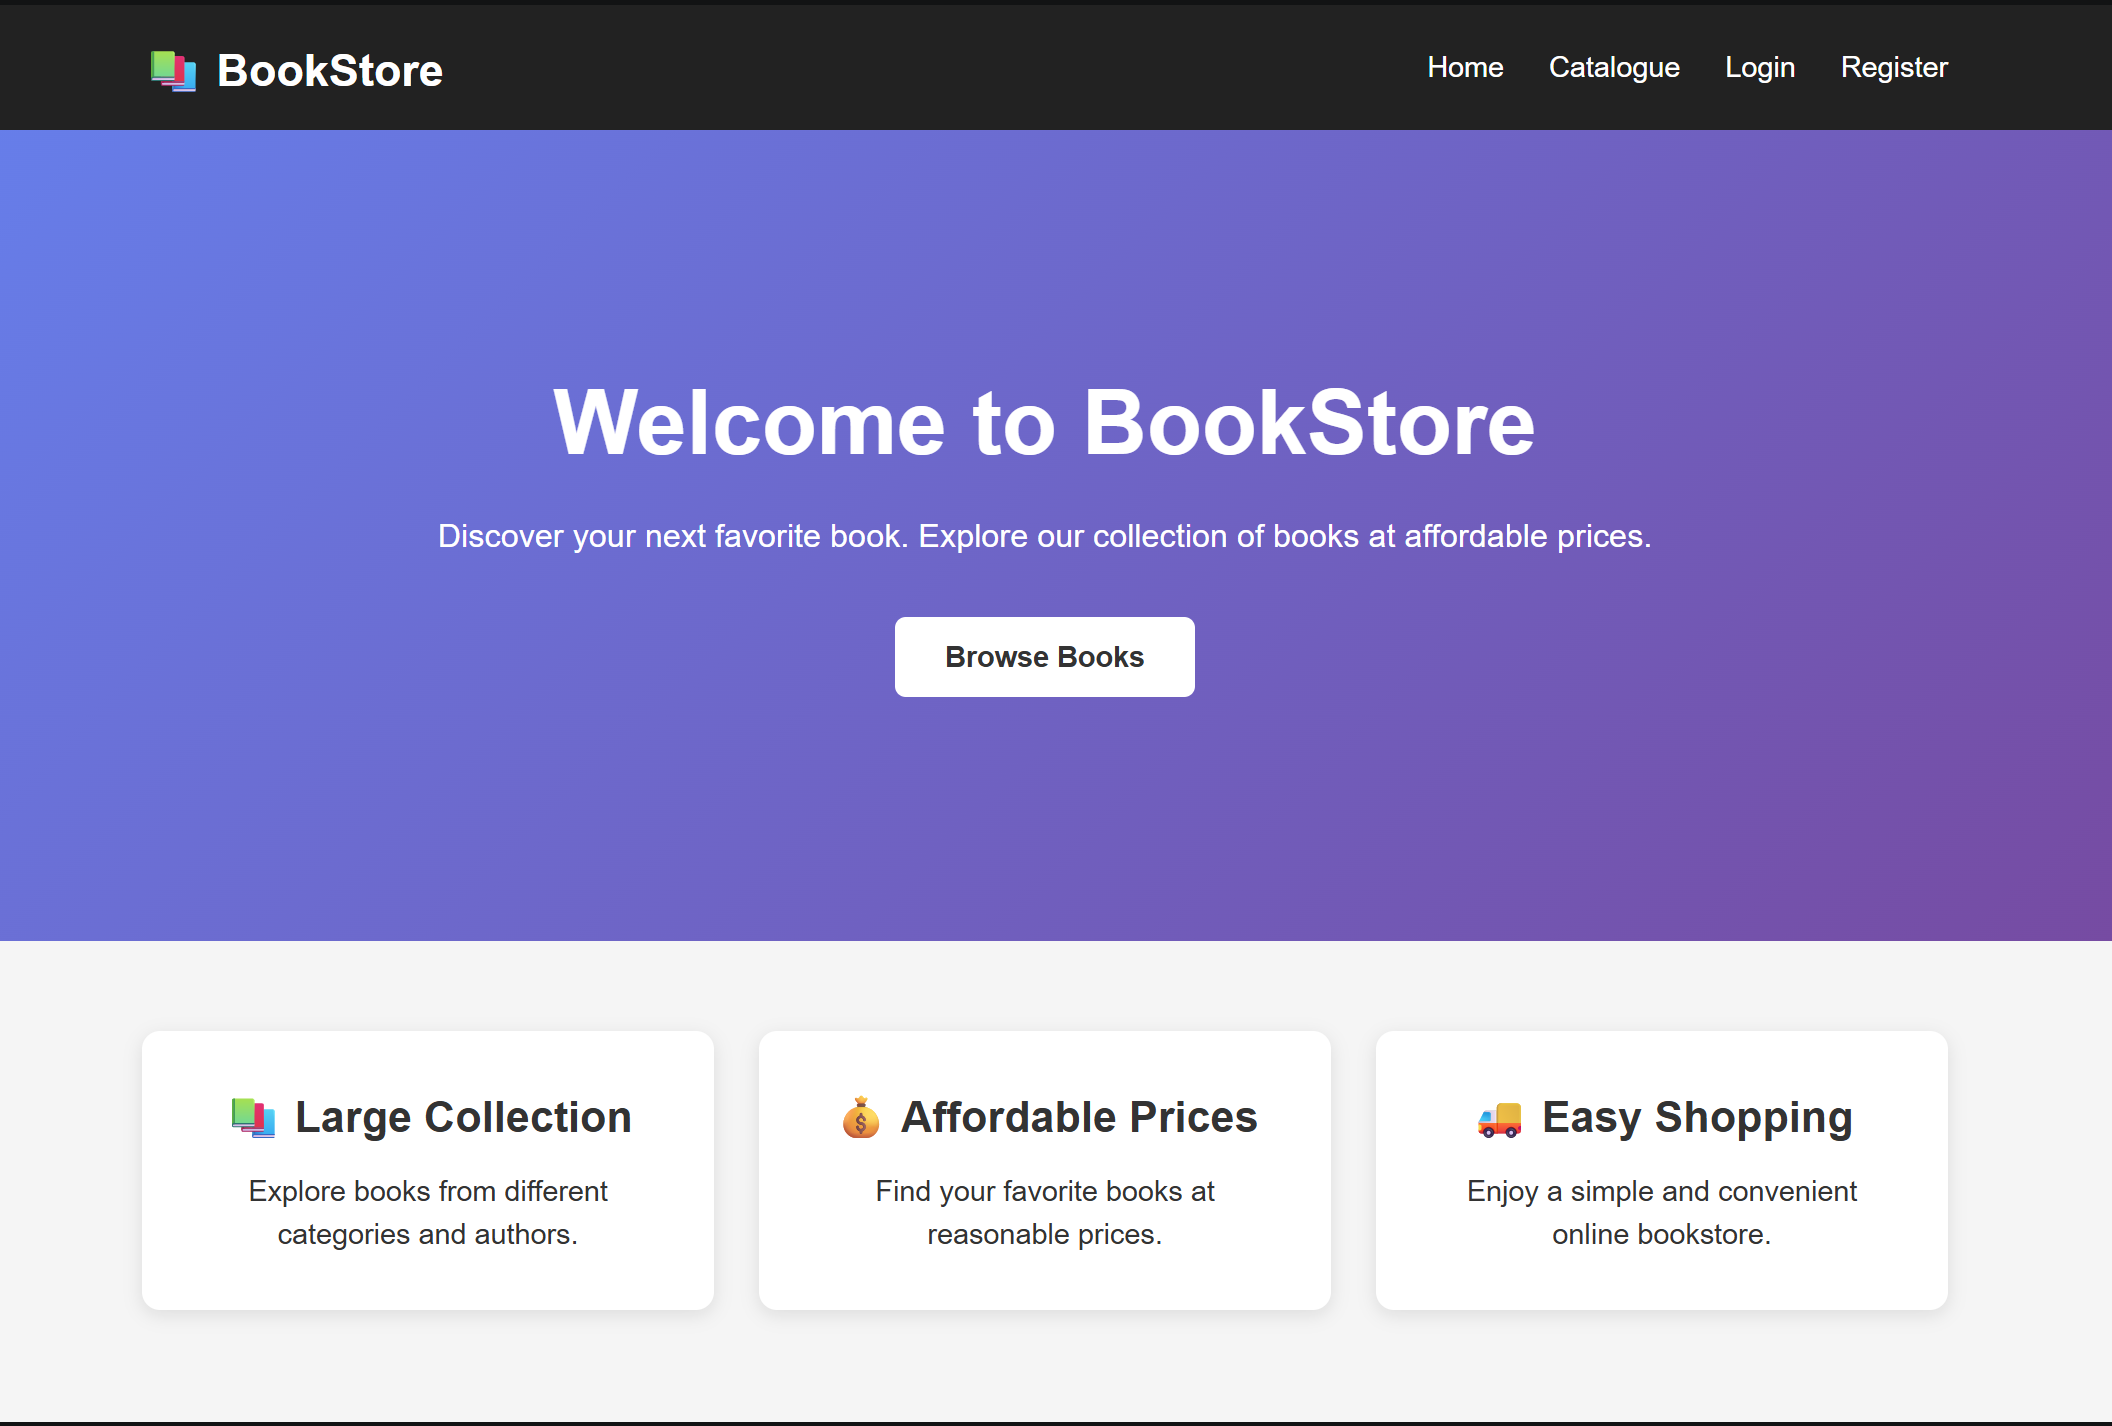 BookStore
Home Catalogue Login Register
Welcome to BookStore
Discover your next favorite book. Explore our collection of books at affordable prices.
Browse Books
Large Collection
Explore books from different
categories and authors.
Affordable Prices
Find your favorite books at
reasonable prices.
Easy Shopping
Enjoy a simple and convenient
online bookstore.